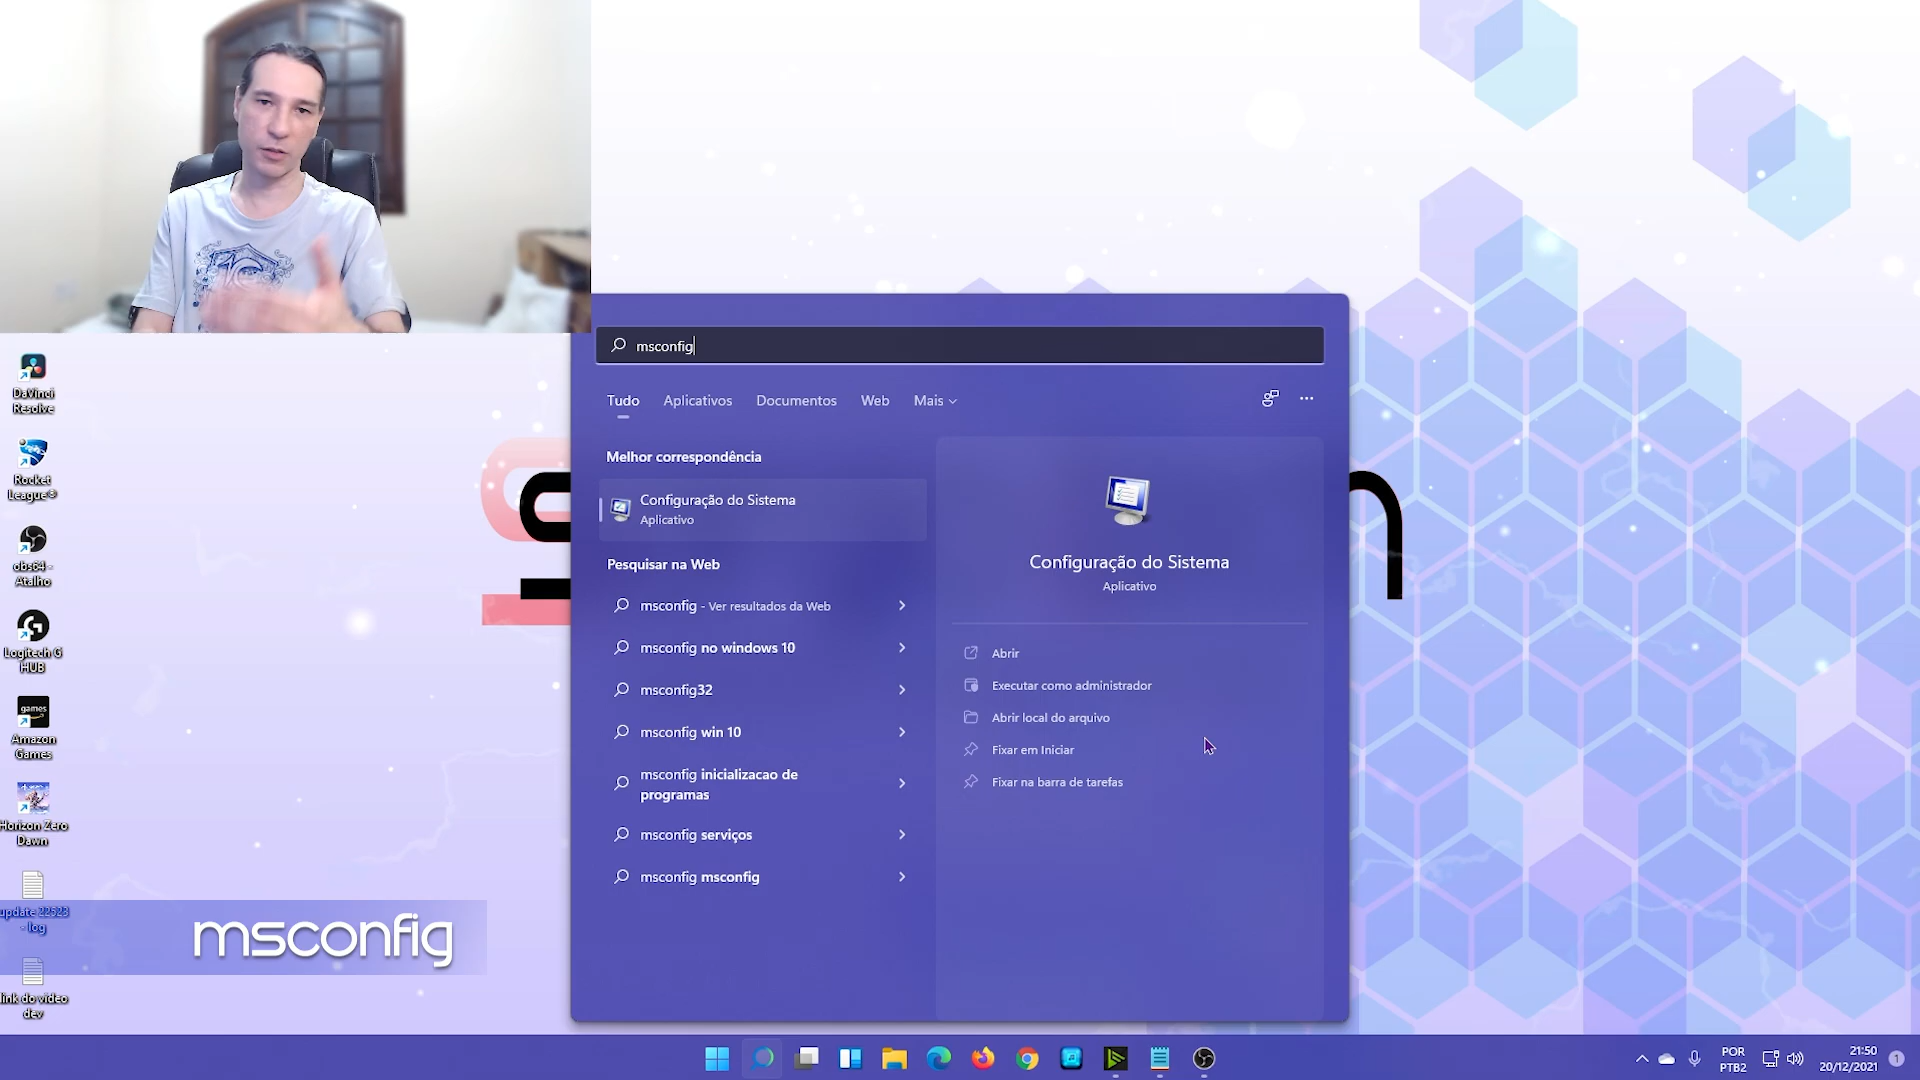 msconfig
Tudo
Aplicativos
Documentos
Web
Mais
Melhor correspondência
Configuração do Sistema
Aplicativo
Pesquisar na Web
msconfig - Ver resultados da Web
msconfig no windows 10
msconfig32
msconfig win 10
msconfig inicializacao de
programas
msconfig serviços
msconfig msconfig
Configuração do Sistema
Aplicativo
Abrir
Executar como administrador
Abrir local do arquivo
Fixar em Iniciar
Fixar na barra de tarefas
DaVinci
Resolve
Rocket
League®
obs64 -
Atalho
Logitech G
HUB
games
Amazon
Games
Horizon Zero
Dawn
update 22523
- log
link do video
dev
msconfig
POR
PTB2
21:50
20/12/2021
1